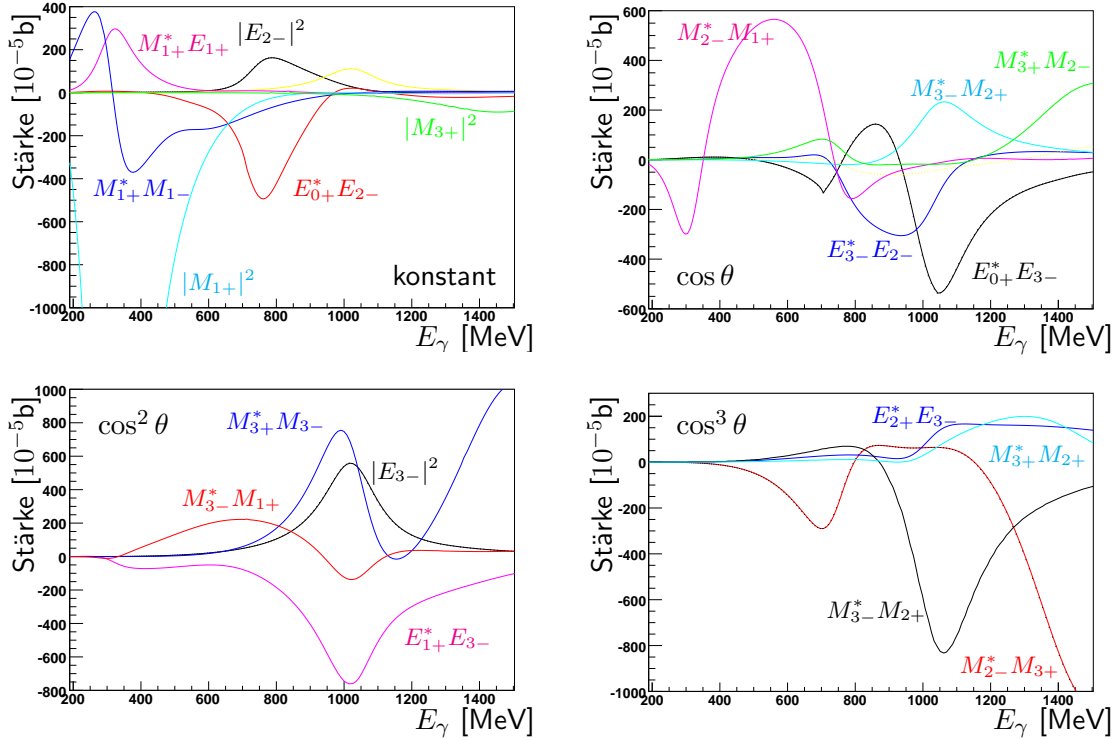 Stärke [10⁻⁵b]
400
200
0
-200
-400
-600
-800
-1000
M*₁₊E₁₊
|E₂₋|²
|M₃₊|²
M*₁₊M₁₋
E*₀₊E₂₋
|M₁₊|²
konstant
200 400 600 800 1000 1200 1400
E_γ [MeV]
Stärke [10⁻⁵b]
600
400
200
0
-200
-400
-600
M*₂₋M₁₊
M*₃₊M₂₋
M*₃₋M₂₊
E*₃₋E₂₋
E*₀₊E₃₋
cos θ
200 400 600 800 1000 1200 1400
E_γ [MeV]
Stärke [10⁻⁵b]
1000
800
600
400
200
0
-200
-400
-600
-800
cos² θ
M*₃₊M₃₋
|E₃₋|²
M*₃₋M₁₊
E*₁₊E₃₋
200 400 600 800 1000 1200 1400
E_γ [MeV]
Stärke [10⁻⁵b]
200
0
-200
-400
-600
-800
-1000
cos³ θ
E*₂₊E₃₋
M*₃₊M₂₊
M*₃₋M₂₊
M*₂₋M₃₊
200 400 600 800 1000 1200 1400
E_γ [MeV]